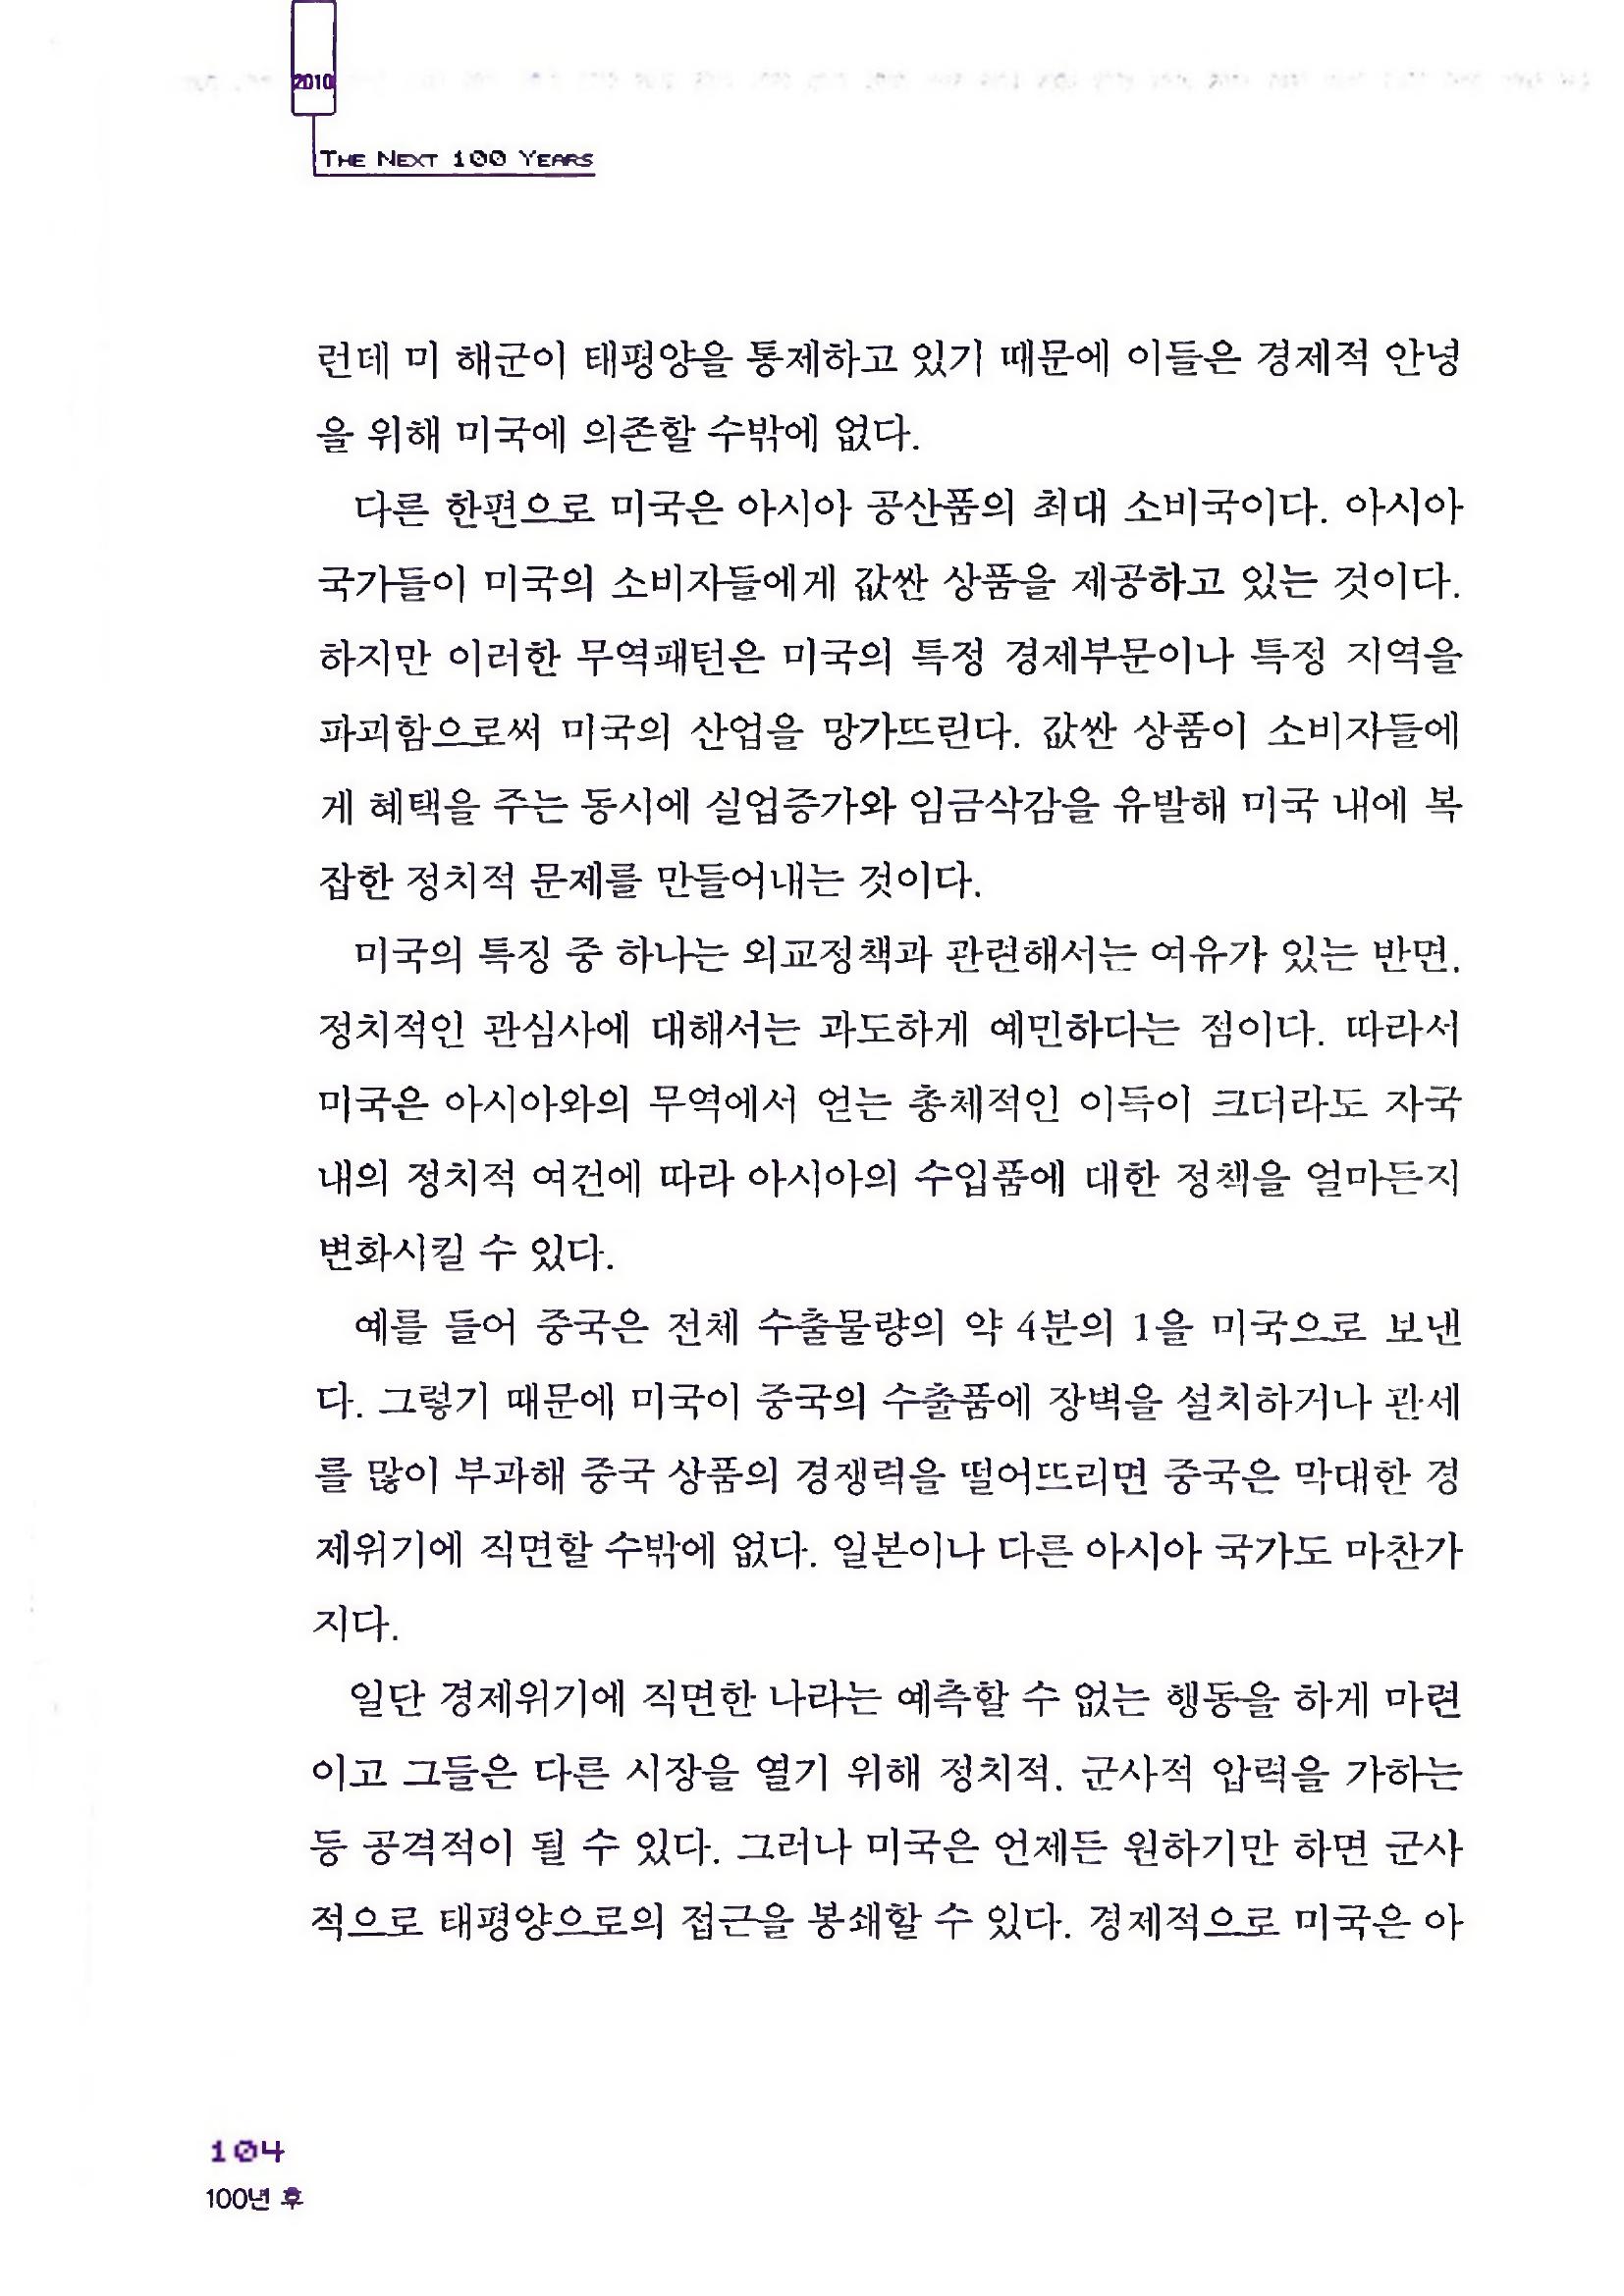 2010
THE NEXT 100 YEARS
런데 미 해군이 태평양을 통제하고 있기 때문에 이들은 경제적 안녕
을 위해 미국에 의존할 수밖에 없다.
다른 한편으로 미국은 아시아 공산품의 최대 소비국이다. 아시아
국가들이 미국의 소비자들에게 값싼 상품을 제공하고 있는 것이다.
하지만 이러한 무역패턴은 미국의 특정 경제부문이나 특정 지역을
파괴함으로써 미국의 산업을 망가뜨린다. 값싼 상품이 소비자들에
게 혜택을 주는 동시에 실업증가와 임금삭감을 유발해 미국 내에 복
잡한 정치적 문제를 만들어내는 것이다.
미국의 특징 중 하나는 외교정책과 관련해서는 여유가 있는 반면,
정치적인 관심사에 대해서는 과도하게 예민하다는 점이다. 따라서
미국은 아시아와의 무역에서 얻는 총체적인 이득이 크더라도 자국
내의 정치적 여건에 따라 아시아의 수입품에 대한 정책을 얼마든지
변화시킬 수 있다.
예를 들어 중국은 전체 수출물량의 약 4분의 1을 미국으로 보낸
다. 그렇기 때문에 미국이 중국의 수출품에 장벽을 설치하거나 관세
를 많이 부과해 중국 상품의 경쟁력을 떨어뜨리면 중국은 막대한 경
제위기에 직면할 수밖에 없다. 일본이나 다른 아시아 국가도 마찬가
지다.
일단 경제위기에 직면한 나라는 예측할 수 없는 행동을 하게 마련
이고 그들은 다른 시장을 열기 위해 정치적, 군사적 압력을 가하는
등 공격적이 될 수 있다. 그러나 미국은 언제든 원하기만 하면 군사
적으로 태평양으로의 접근을 봉쇄할 수 있다. 경제적으로 미국은 아
104
100년 후